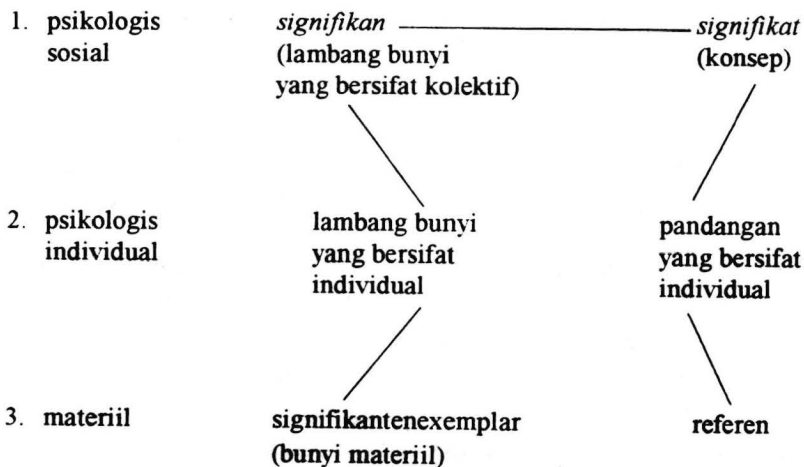 1. psikologis signifikan signifikat
sosial (lambang bunyi (konsep)
yang bersifat kolektif)
2. psikologis lambang bunyi pandangan
individual yang bersifat yang bersifat
individual individual
3. materiil signifikantenexemplar referen
(bunyi materiil)